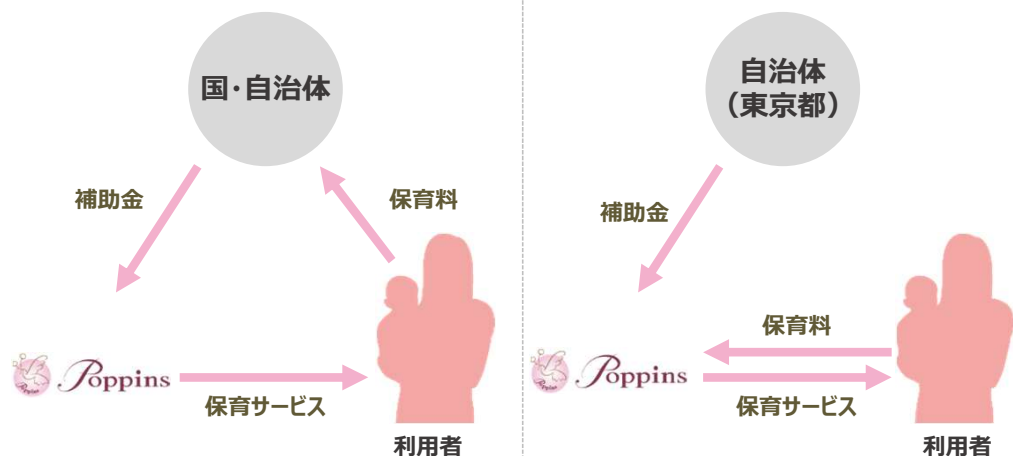 国・自治体
補助金
保育料
Poppins
保育サービス
利用者
自治体
（東京都）
補助金
保育料
Poppins
保育サービス
利用者